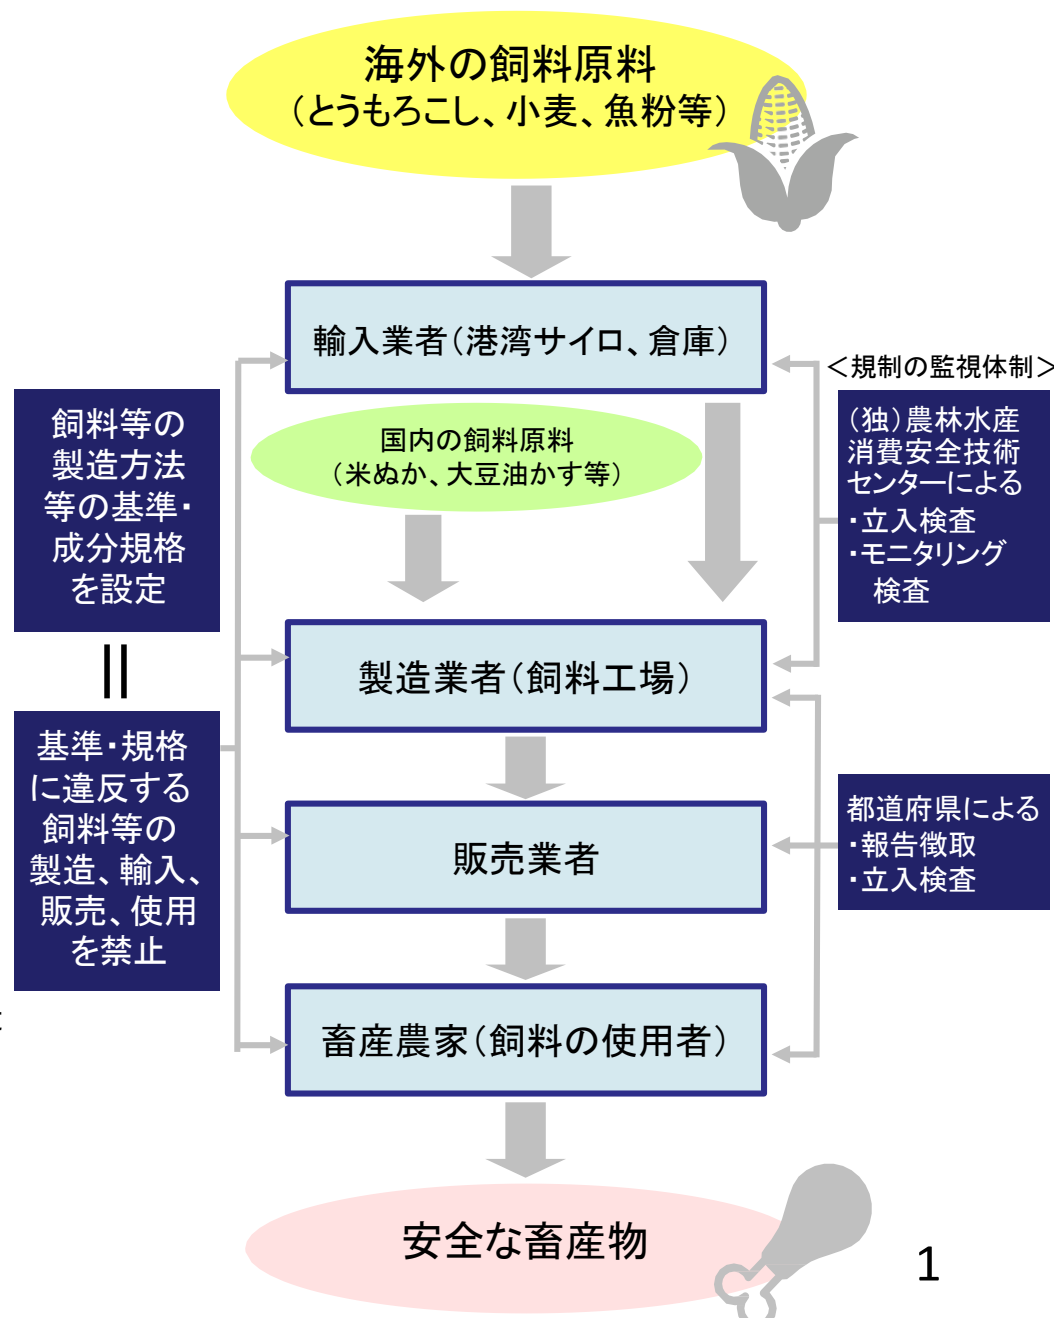 海外の飼料原料
（とうもろこし、小麦、魚粉等）
輸入業者（港湾サイロ、倉庫）
＜規制の監視体制＞
飼料等の
製造方法
等の基準・
成分規格
を設定
国内の飼料原料
（米ぬか、大豆油かす等）
（独）農林水産
消費安全技術
センターによる
・立入検査
・モニタリング
検査
製造業者（飼料工場）
基準・規格
に違反する
飼料等の
製造、輸入、
販売、使用
を禁止
販売業者
都道府県による
・報告徴取
・立入検査
畜産農家（飼料の使用者）
安全な畜産物
1